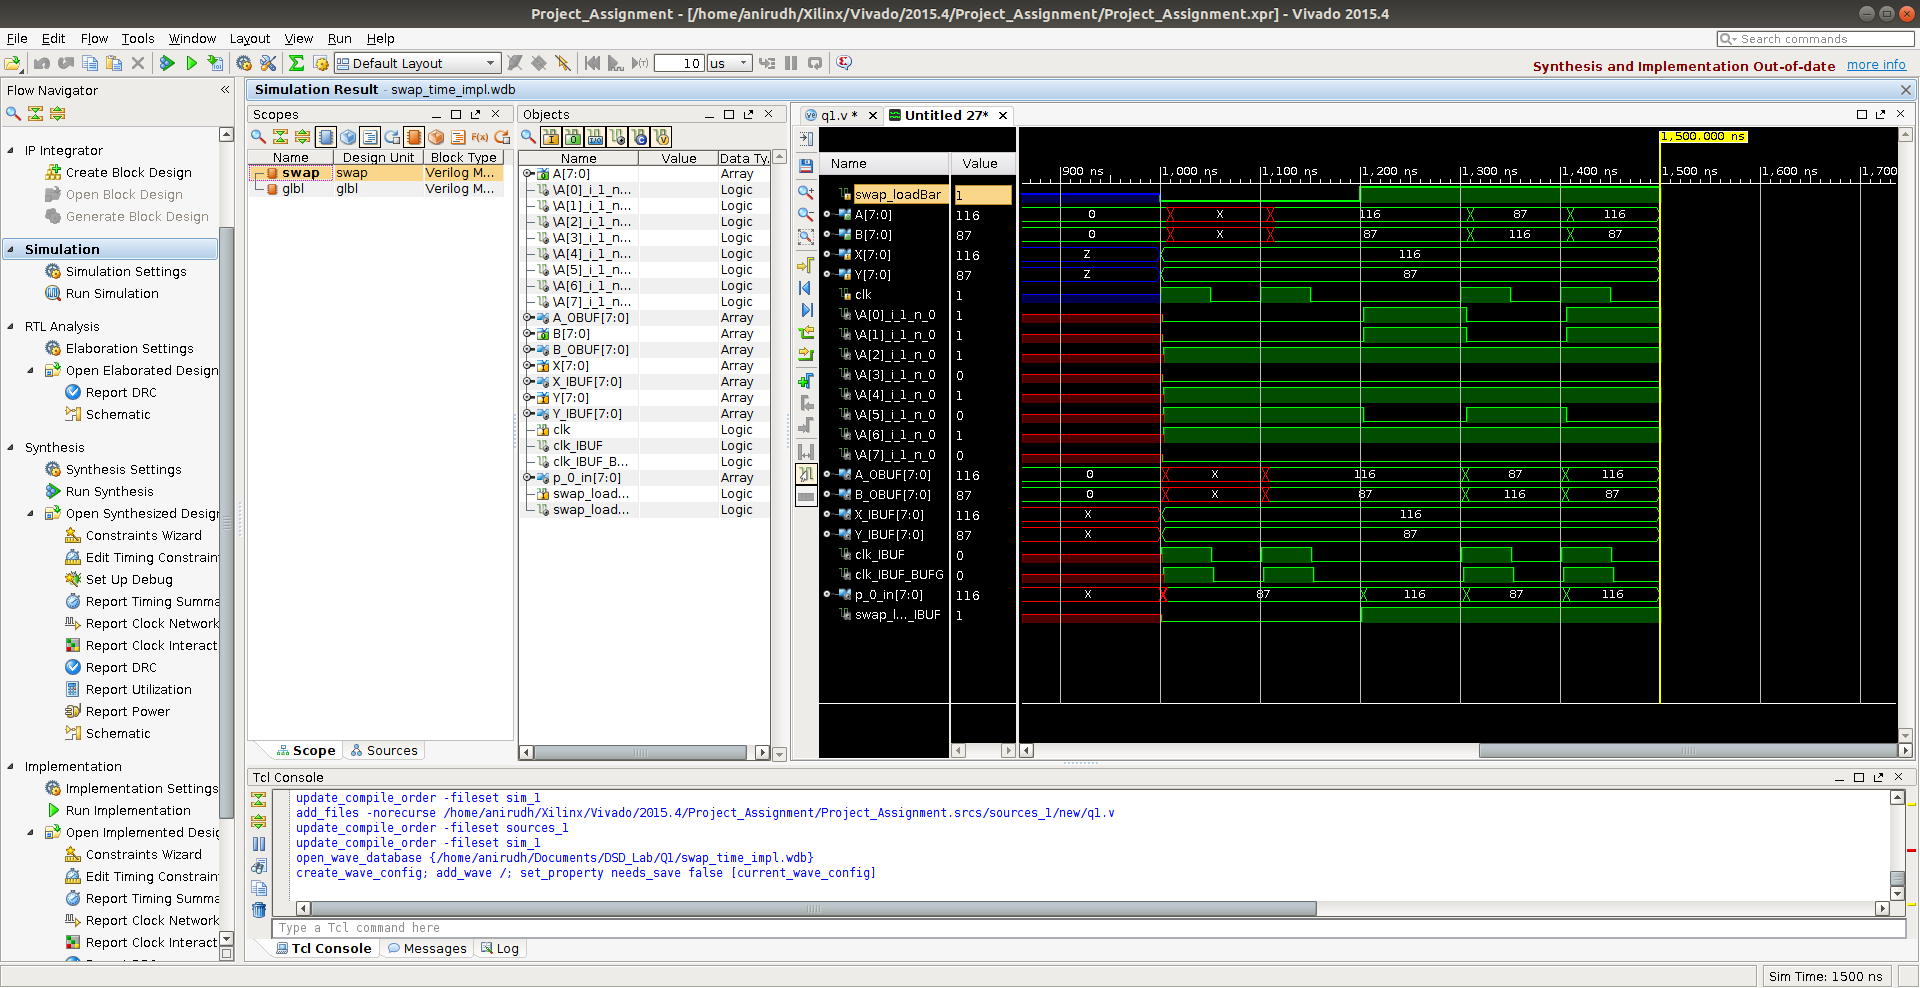 Project_Assignment - [/home/anirudh/Xilinx/Vivado/2015.4/Project_Assignment/Project_Assignment.xpr] - Vivado 2015.4
File Edit Flow Tools Window Layout View Run Help
Search commands
Default Layout
10 us
Synthesis and Implementation Out-of-date more info
Flow Navigator
IP Integrator
Create Block Design
Open Block Design
Generate Block Design
Simulation
Simulation Settings
Run Simulation
RTL Analysis
Elaboration Settings
Open Elaborated Design
Report DRC
Schematic
Synthesis
Synthesis Settings
Run Synthesis
Open Synthesized Desigr
Constraints Wizard
Edit Timing Constrain
Set Up Debug
Report Timing Summa
Report Clock Network
Report Clock Interact
Report DRC
Report Utilization
Report Power
Schematic
Implementation
Implementation Settings
Run Implementation
Open Implemented Desig
Constraints Wizard
Edit Timing Constrain
Report Timing Summa
Report Clock Network
Report Clock Interact
Simulation Result - swap_time_impl.wdb
Scopes
Name Design Unit Block Type
swap swap Verilog M...
glbl glbl Verilog M...
Scope Sources
Objects
Name Value Data Ty.
A[7:0] Array
\A[0]_i_1_n... Logic
\A[1]_i_1_n... Logic
\A[2]_i_1_n... Logic
\A[3]_i_1_n... Logic
\A[4]_i_1_n... Logic
\A[5]_i_1_n... Logic
\A[6]_i_1_n... Logic
\A[7]_i_1_n... Logic
A_OBUF[7:0] Array
B[7:0] Array
B_OBUF[7:0] Array
X[7:0] Array
X_IBUF[7:0] Array
Y[7:0] Array
Y_IBUF[7:0] Array
clk Logic
clk_IBUF Logic
clk_IBUF_B... Logic
p_0_in[7:0] Array
swap_load... Logic
swap_load... Logic
q1.v * Untitled 27*
1,500.000 ns
Name Value
900 ns 1,000 ns 1,100 ns 1,200 ns 1,300 ns 1,400 ns 1,500 ns 1,600 ns 1,700
swap_loadBar 1
A[7:0] 116 0 X 116 87 116
B[7:0] 87 0 X 87 116 87
X[7:0] 116 Z 116
Y[7:0] 87 Z 87
clk 1
\A[0]_i_1_n_0 1
\A[1]_i_1_n_0 1
\A[2]_i_1_n_0 1
\A[3]_i_1_n_0 0
\A[4]_i_1_n_0 1
\A[5]_i_1_n_0 0
\A[6]_i_1_n_0 1
\A[7]_i_1_n_0 0
A_OBUF[7:0] 116 0 X 116 87 116
B_OBUF[7:0] 87 0 X 87 116 87
X_IBUF[7:0] 116 X 116
Y_IBUF[7:0] 87 X 87
clk_IBUF 0
clk_IBUF_BUFG 0
p_0_in[7:0] 116 X 87 116 87 116
swap_l..._IBUF 1
Tcl Console
update_compile_order -fileset sim_1
add_files -norecurse /home/anirudh/Xilinx/Vivado/2015.4/Project_Assignment/Project_Assignment.srcs/sources_1/new/q1.v
update_compile_order -fileset sources_1
update_compile_order -fileset sim_1
open_wave_database {/home/anirudh/Documents/DSD_Lab/Q1/swap_time_impl.wdb}
create_wave_config; add_wave /; set_property needs_save false [current_wave_config]
Type a Tcl command here
Tcl Console Messages Log
Sim Time: 1500 ns